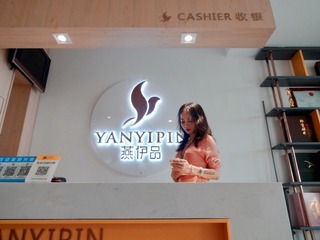 CASHIER 收银
YANYIPIN
燕伊品
YANYIPIN